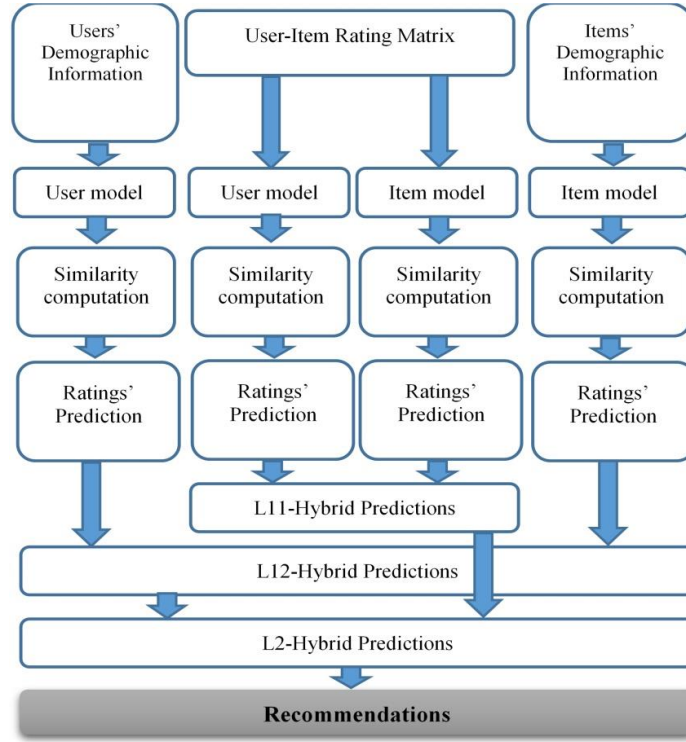 Users’
Demographic
Information
User-Item Rating Matrix
Items’
Demographic
Information
User model
User model
Item model
Item model
Similarity
computation
Similarity
computation
Similarity
computation
Similarity
computation
Ratings’
Prediction
Ratings’
Prediction
Ratings’
Prediction
Ratings’
Prediction
L11-Hybrid Predictions
L12-Hybrid Predictions
L2-Hybrid Predictions
Recommendations